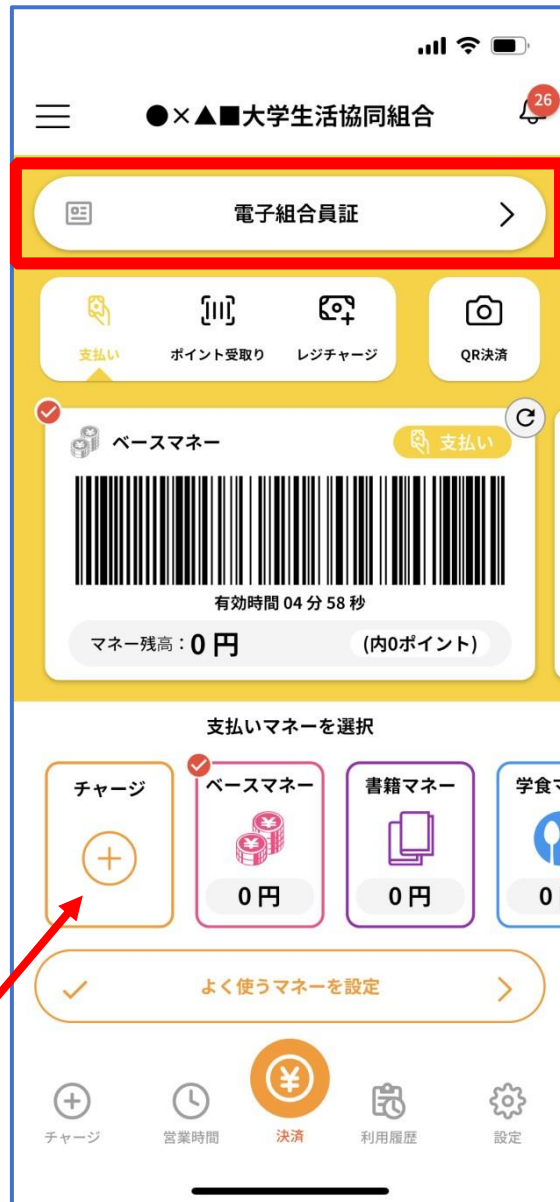 ●×▲■大学生活協同組合
26
電子組合員証
支払い
ポイント受取り
レジチャージ
QR決済
ベースマネー
支払い
有効時間 04 分 58 秒
マネー残高：0 円 (内0ポイント)
支払いマネーを選択
チャージ
ベースマネー
0 円
書籍マネー
0 円
学食マ
0
よく使うマネーを設定
チャージ
営業時間
決済
利用履歴
設定